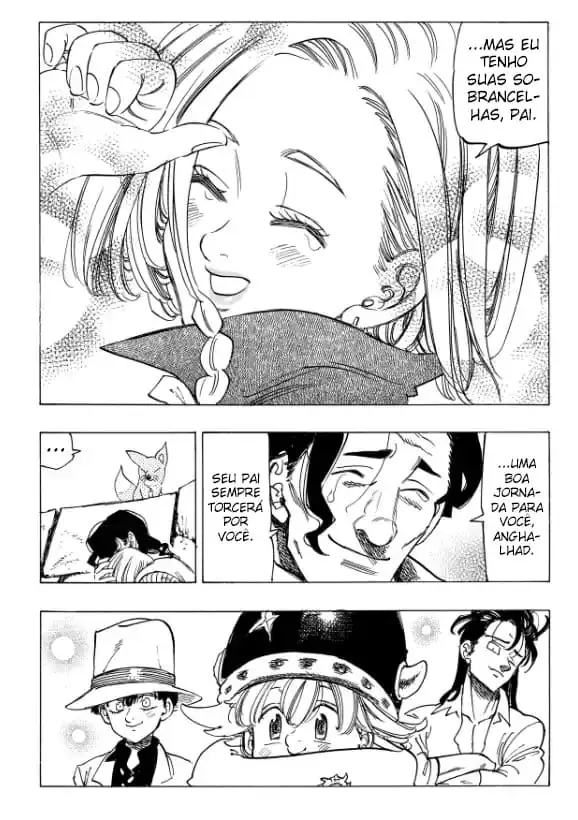 ...MAS EU
TENHO
SUAS SO-
BRANCEL-
HAS, PAI.
...UMA
BOA
JORNA-
DA PARA
VOCÊ,
ANGHA-
LHAD.
SEU PAI
SEMPRE
TORCERÁ
POR
VOCÊ.
...